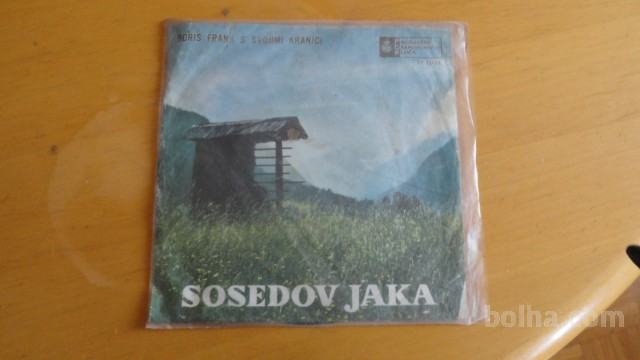 BORIS FRANK S SVOJIMI KRANJCI
SOSEDOV JAKA
bolha.com